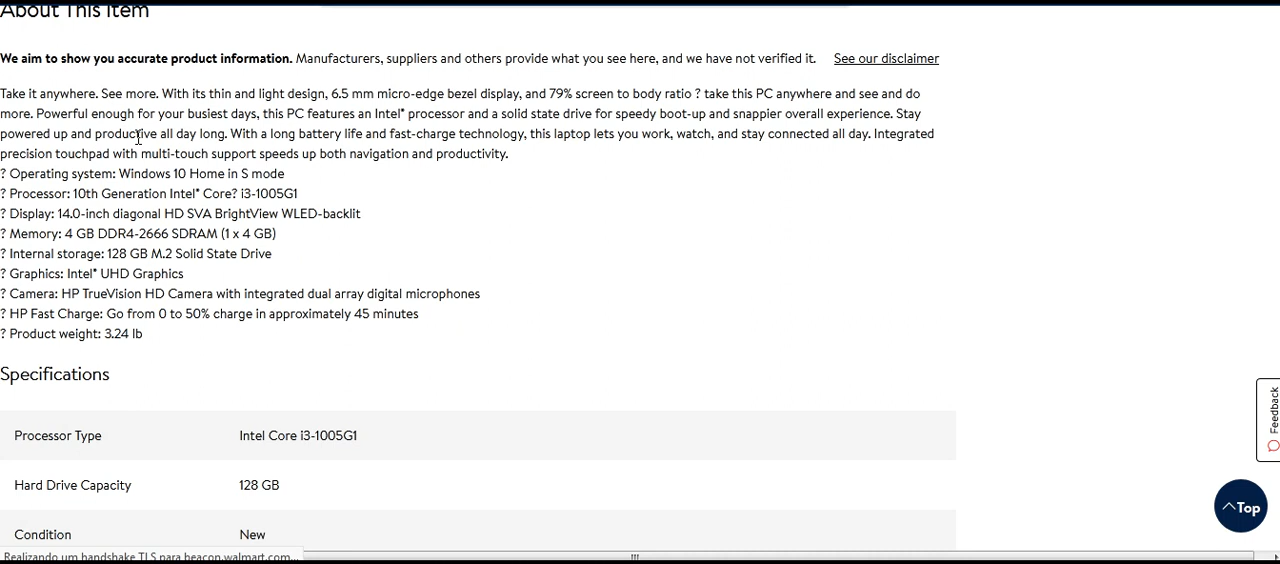 About This Item
We aim to show you accurate product information. Manufacturers, suppliers and others provide what you see here, and we have not verified it. See our disclaimer
Take it anywhere. See more. With its thin and light design, 6.5 mm micro-edge bezel display, and 79% screen to body ratio ? take this PC anywhere and see and do
more. Powerful enough for your busiest days, this PC features an Intel® processor and a solid state drive for speedy boot-up and snappier overall experience. Stay
powered up and productive all day long. With a long battery life and fast-charge technology, this laptop lets you work, watch, and stay connected all day. Integrated
precision touchpad with multi-touch support speeds up both navigation and productivity.
? Operating system: Windows 10 Home in S mode
? Processor: 10th Generation Intel® Core? i3-1005G1
? Display: 14.0-inch diagonal HD SVA BrightView WLED-backlit
? Memory: 4 GB DDR4-2666 SDRAM (1 x 4 GB)
? Internal storage: 128 GB M.2 Solid State Drive
? Graphics: Intel® UHD Graphics
? Camera: HP TrueVision HD Camera with integrated dual array digital microphones
? HP Fast Charge: Go from 0 to 50% charge in approximately 45 minutes
? Product weight: 3.24 lb
Specifications
Processor Type Intel Core i3-1005G1
Hard Drive Capacity 128 GB
Condition New
Feedback
Top
Realizando um handshake TLS para beacon.walmart.com...